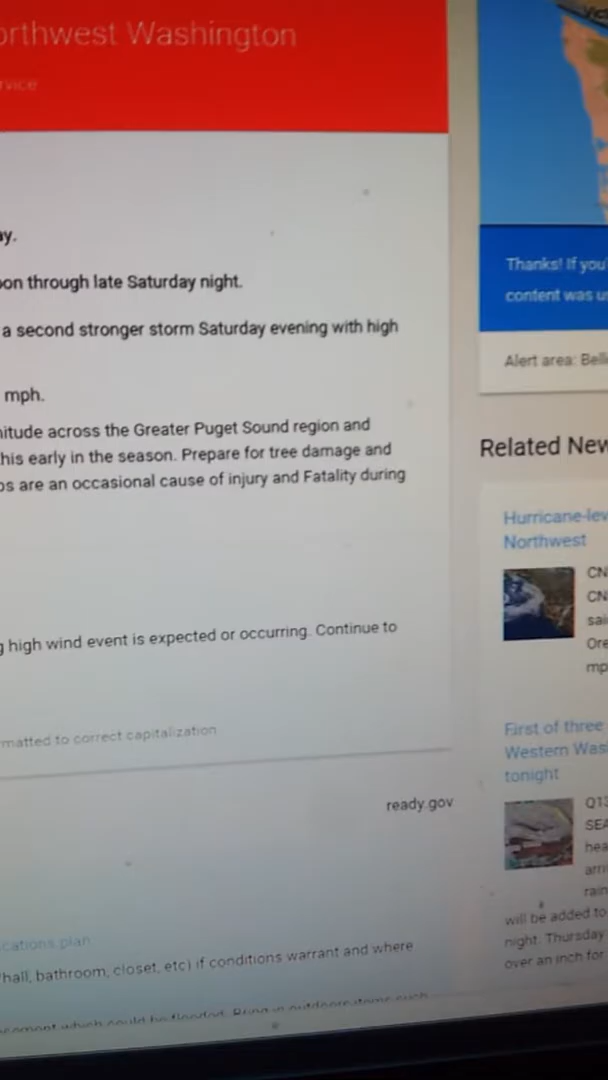 orthwest Washington
rvice
ay.
oon through late Saturday night.
a second stronger storm Saturday evening with high
mph.
nitude across the Greater Puget Sound region and
his early in the season. Prepare for tree damage and
os are an occasional cause of injury and Fatality during
g high wind event is expected or occurring. Continue to
rmatted to correct capitalization
ready.gov
cations plan
hall, bathroom, closet, etc) if conditions warrant and where
Thanks! If you'
content was u
Alert area: Bell
Related New
Hurricane-lev
Northwest
CN
CN
sai
Ore
mp
First of three
Western Was
tonight
Q13
SEA
hea
arri
rain
will be added to
night. Thursday
over an inch for